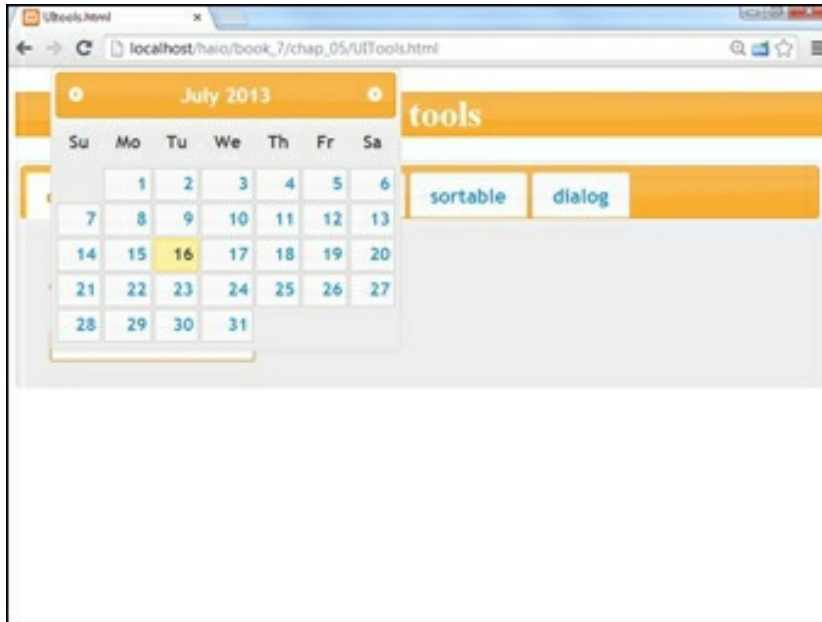 UItools.html
localhost/haio/book_7/chap_05/UITools.html
July 2013
tools
Su Mo Tu We Th Fr Sa
1 2 3 4 5 6
sortable dialog
7 8 9 10 11 12 13
14 15 16 17 18 19 20
21 22 23 24 25 26 27
28 29 30 31